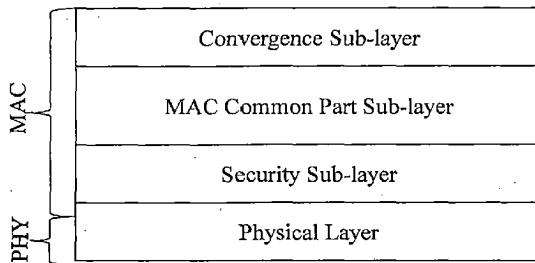 Convergence Sub-layer
MAC Common Part Sub-layer
Security Sub-layer
Physical Layer
MAC
PHY